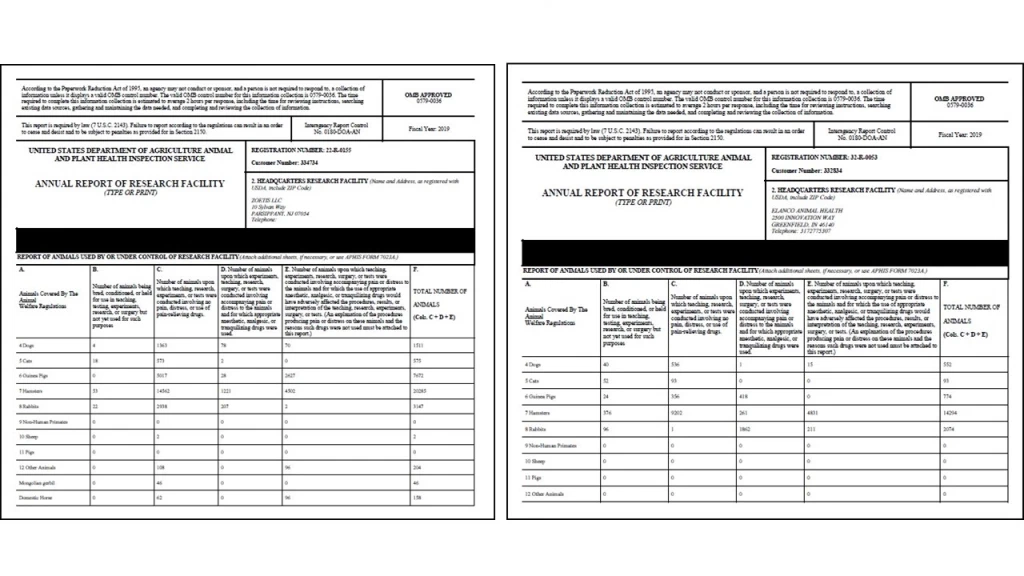 According to the Paperwork Reduction Act of 1995, an agency may not conduct or sponsor, and a person is not required to respond to, a collection of
information unless it displays a valid OMB control number. The valid OMB control number for this information collection is 0579-0036. The time
required to complete this information collection is estimated to average 2 hours per response, including the time for reviewing instructions, searching
existing data sources, gathering and maintaining the data needed, and completing and reviewing the collection of information.
OMB APPROVED
0579-0036
This report is required by law (7 U.S.C. 2143). Failure to report according to the regulations can result in an order
to cease and desist and to be subject to penalties as provided for in Section 2150.
Interagency Report Control
No. 0180-DOA-AN
Fiscal Year: 2019
UNITED STATES DEPARTMENT OF AGRICULTURE ANIMAL
AND PLANT HEALTH INSPECTION SERVICE
ANNUAL REPORT OF RESEARCH FACILITY
(TYPE OR PRINT)
REGISTRATION NUMBER: 22-R-0155
Customer Number: 334734
2. HEADQUARTERS RESEARCH FACILITY (Name and Address, as registered with
USDA, include ZIP Code)
ZOETIS LLC
10 Sylvan Way
PARSIPPANY, NJ 07054
Telephone:
REPORT OF ANIMALS USED BY OR UNDER CONTROL OF RESEARCH FACILITY (Attach additional sheets, if necessary, or use APHIS FORM 7023A.)
A.
Animals Covered By The
Animal
Welfare Regulations
B.
Number of animals being
bred, conditioned, or held
for use in teaching,
testing, experiments,
research, or surgery but
not yet used for such
purposes
C.
Number of animals upon
which teaching, research,
experiments, or tests were
conducted involving no
pain, distress, or use of
pain-relieving drugs.
D. Number of animals
upon which experiments,
teaching, research,
surgery, or tests were
conducted involving
accompanying pain or
distress to the animals
and for which appropriate
anesthetic, analgesic, or
tranquilizing drugs were
used.
E. Number of animals upon which teaching,
experiments, research, surgery, or tests were
conducted involving accompanying pain or distress to
the animals and for which the use of appropriate
anesthetic, analgesic, or tranquilizing drugs would
have adversely affected the procedures, results, or
interpretation of the teaching, research, experiments,
surgery, or tests. (An explanation of the procedures
producing pain or distress on these animals and the
reasons such drugs were not used must be attached to
this report.)
F.
TOTAL NUMBER OF
ANIMALS
(Cols. C + D + E)
4 Dogs 4 1363 78 70 1511
5 Cats 18 573 2 0 575
6 Guinea Pigs 0 5017 28 2627 7672
7 Hamsters 53 14562 1221 4502 20285
8 Rabbits 22 2938 207 2 3147
9 Non-Human Primates 0 0 0 0 0
10 Sheep 0 2 0 0 2
11 Pigs 0 0 0 0 0
12 Other Animals 0 108 0 96 204
Mongolian gerbil 0 46 0 0 46
Domestic Horse 0 62 0 96 158
According to the Paperwork Reduction Act of 1995, an agency may not conduct or sponsor, and a person is not required to respond to, a collection of
information unless it displays a valid OMB control number. The valid OMB control number for this information collection is 0579-0036. The time
required to complete this information collection is estimated to average 2 hours per response, including the time for reviewing instructions, searching
existing data sources, gathering and maintaining the data needed, and completing and reviewing the collection of information.
OMB APPROVED
0579-0036
This report is required by law (7 U.S.C. 2143). Failure to report according to the regulations can result in an order
to cease and desist and to be subject to penalties as provided for in Section 2150.
Interagency Report Control
No. 0180-DOA-AN
Fiscal Year: 2019
UNITED STATES DEPARTMENT OF AGRICULTURE ANIMAL
AND PLANT HEALTH INSPECTION SERVICE
ANNUAL REPORT OF RESEARCH FACILITY
(TYPE OR PRINT)
REGISTRATION NUMBER: 32-R-0053
Customer Number: 332834
2. HEADQUARTERS RESEARCH FACILITY (Name and Address, as registered with
USDA, include ZIP Code)
ELANCO ANIMAL HEALTH
2500 INNOVATION WAY
GREENFIELD, IN 46140
Telephone: 3172775307
REPORT OF ANIMALS USED BY OR UNDER CONTROL OF RESEARCH FACILITY (Attach additional sheets, if necessary, or use APHIS FORM 7023A.)
A.
Animals Covered By The
Animal
Welfare Regulations
B.
Number of animals being
bred, conditioned, or held
for use in teaching,
testing, experiments,
research, or surgery but
not yet used for such
purposes
C.
Number of animals upon
which teaching, research,
experiments, or tests were
conducted involving no
pain, distress, or use of
pain-relieving drugs.
D. Number of animals
upon which experiments,
teaching, research,
surgery, or tests were
conducted involving
accompanying pain or
distress to the animals
and for which appropriate
anesthetic, analgesic, or
tranquilizing drugs were
used.
E. Number of animals upon which teaching,
experiments, research, surgery, or tests were
conducted involving accompanying pain or distress to
the animals and for which the use of appropriate
anesthetic, analgesic, or tranquilizing drugs would
have adversely affected the procedures, results, or
interpretation of the teaching, research, experiments,
surgery, or tests. (An explanation of the procedures
producing pain or distress on these animals and the
reasons such drugs were not used must be attached to
this report.)
F.
TOTAL NUMBER OF
ANIMALS
(Cols. C + D + E)
4 Dogs 40 536 1 15 552
5 Cats 52 93 0 0 93
6 Guinea Pigs 24 356 418 0 774
7 Hamsters 376 9202 261 4831 14294
8 Rabbits 96 1 1862 211 2074
9 Non-Human Primates 0 0 0 0 0
10 Sheep 0 0 0 0 0
11 Pigs 0 0 0 0 0
12 Other Animals 0 0 0 0 0